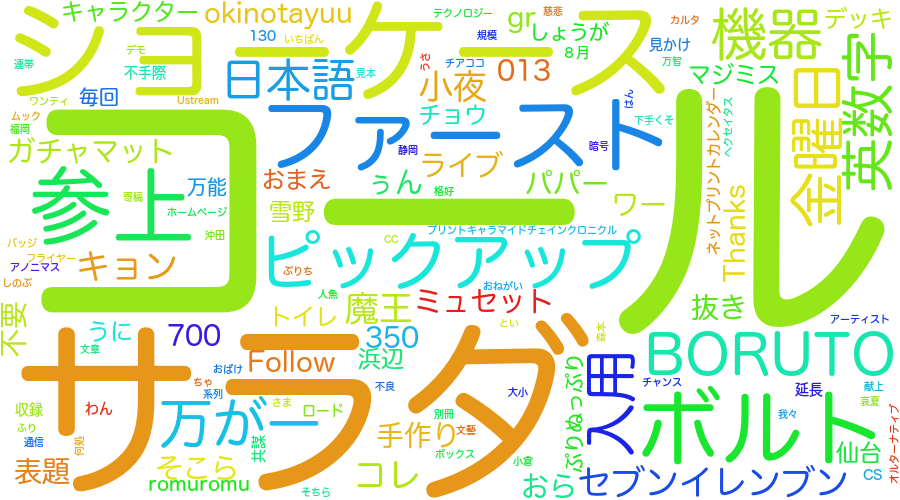 キャラクター
okinotayuu
gr
テクノロジー
慈悲
カルタ
デッキ
130
いちばん
しょうが
規模
8月
見かけ
万智
機器
ショーケース
デモ
連帯
不手際
日本語
うさ
チアココ
013
小夜
マジミス
金曜日
英数字
ワンティ
毎回
Ustream
見本
チョウ
はん
下手くそ
ヘクセイタス
ムック
福岡
ファースト
ネットプリントカレンダー
ガチャマット
静岡
ライブ
暗号
参上
万能
おまえ
うん
格好
パパー
Thanks
寄稿
ホームページ
雪野
ワー
コール
沖田
バッジ
フライヤー
プリントキャラマイドチェインクロニクル
CC
アノニマス
キョン
ぷりち
ピックアップ
しのぶ
おねがい
人魚
魔王
ミュセット
抜き
不要
トイレ
とい
森本
アーティスト
うに
700
350
文章
Follow
浜辺
BORUTO
サラダ
おばけ
ちゃ
系列
不良
大小
入用
チャンス
延長
献上
哀夏
収録
わん
さま
ロード
別冊
ぷりぬっぷり
ボルト
我々
オルターナティブ
ふり
通信
万がー
手作り
文藝
何処
共謀
ボックス
仙台
表題
そこら
コレ
小倉
セブンイレンブン
CS
romuromu
そちら
おら